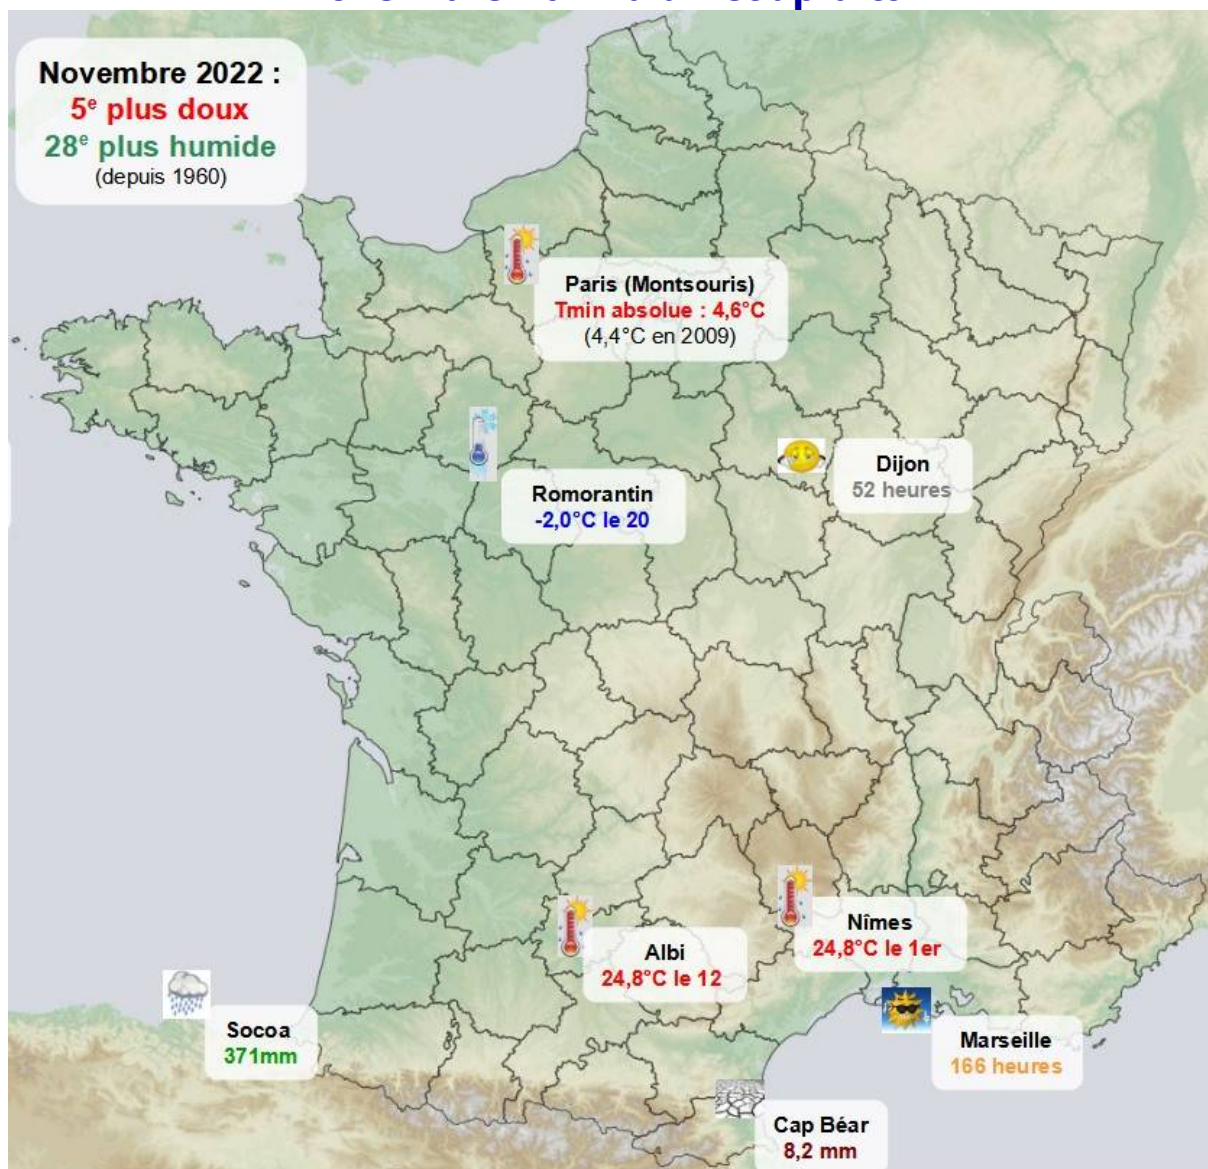 Novembre 2022 :
5e plus doux
28e plus humide
(depuis 1960)
Paris (Montsouris)
Tmin absolue : 4,6°C
(4,4°C en 2009)
Romorantin
-2,0°C le 20
Dijon
52 heures
Nîmes
24,8°C le 1er
Albi
24,8°C le 12
Socoa
371mm
Marseille
166 heures
Cap Béar
8,2 mm